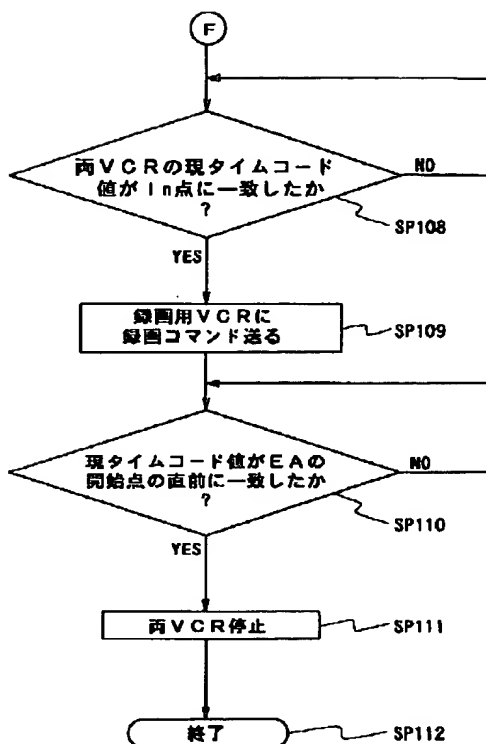 F
両VCRの現タイムコード
値がIn点に一致したか
?
NO
SP108
YES
録画用VCRに
録画コマンド送る
SP109
現タイムコード値がEAの
開始点の直前に一致したか
?
NO
SP110
YES
両VCR停止
SP111
終了
SP112